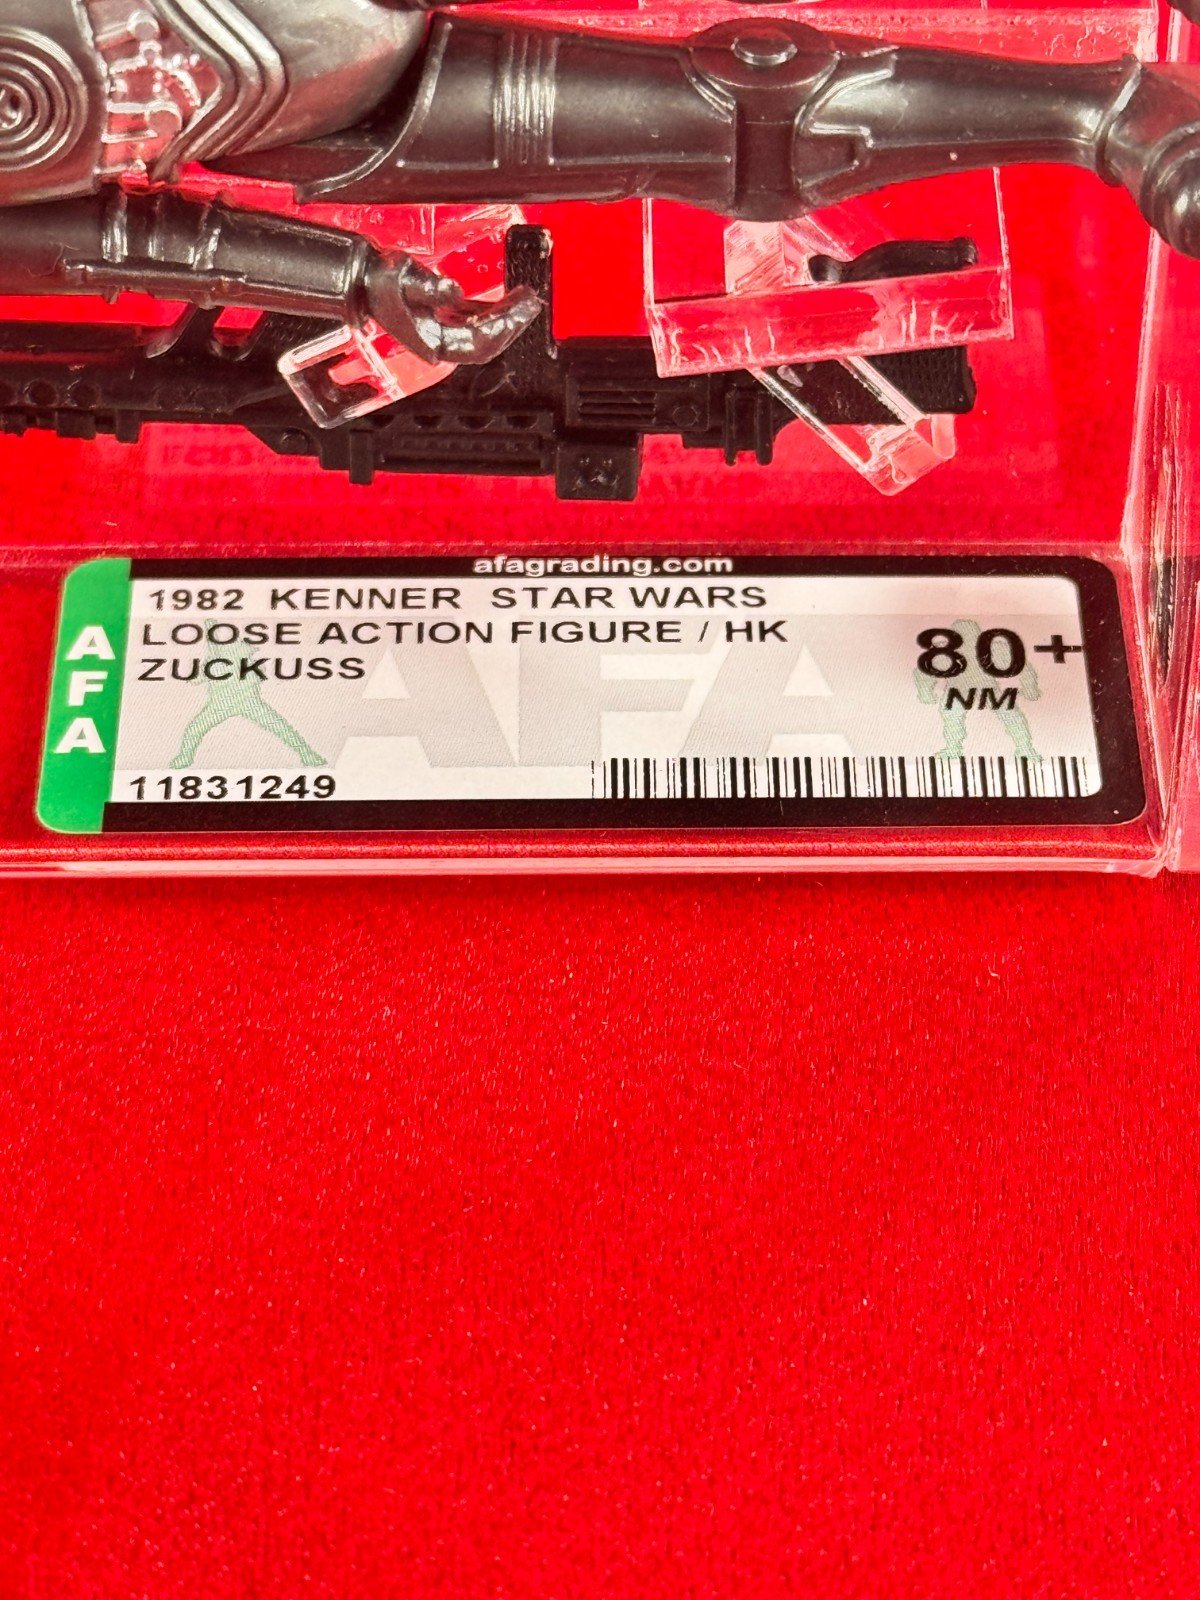 afagrading.com
1982 KENNER STAR WARS
LOOSE ACTION FIGURE / HK
ZUCKUSS
80+
NM
AFA
AFA
11831249